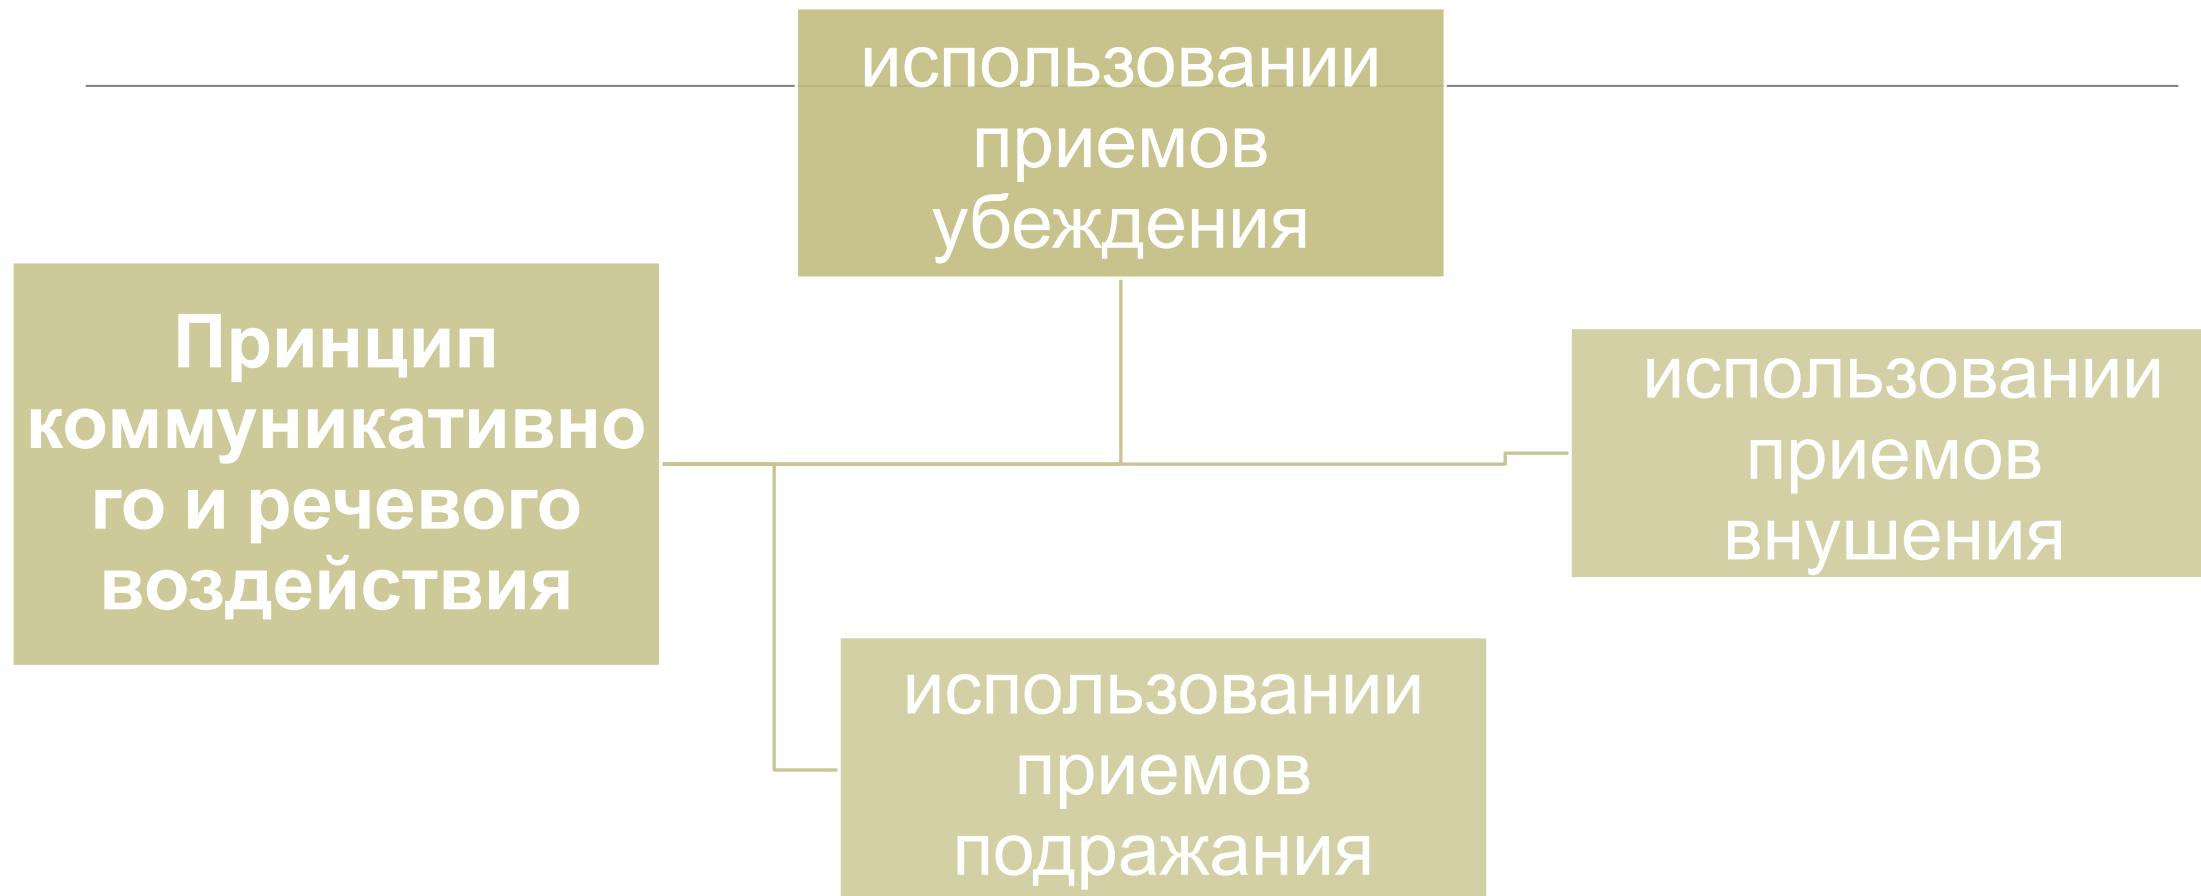 использовании
приемов
убеждения
Принцип
коммуникативно
го и речевого
воздействия
использовании
приемов
внушения
использовании
приемов
подражания